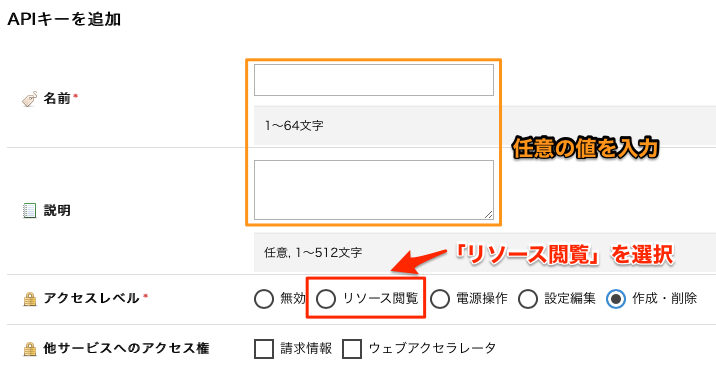 APIキーを追加
名前*
1〜64文字
任意の値を入力
説明
任意, 1〜512文字
「リソース閲覧」を選択
アクセスレベル* 無効 リソース閲覧 電源操作 設定編集 作成・削除
他サービスへのアクセス権 請求情報 ウェブアクセラレータ